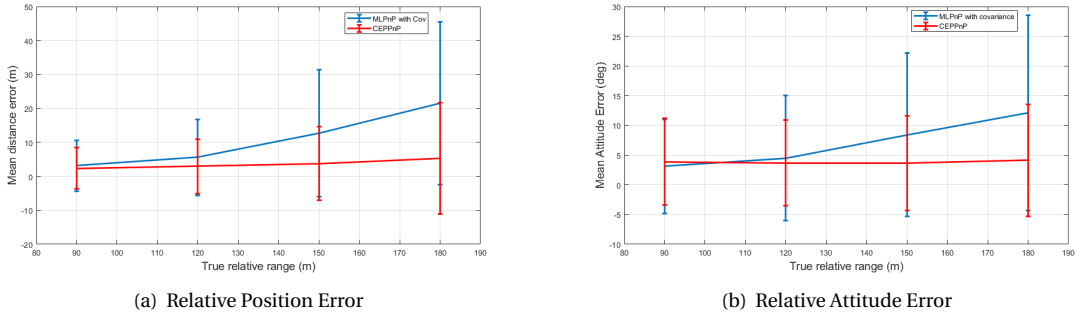 MLPnP with Cov
CEPPnP
Mean distance error (m)
50
40
30
20
10
0
-10
-20
80 90 100 110 120 130 140 150 160 170 180 190
True relative range (m)
(a) Relative Position Error
MLPnP with covariance
CEPPnP
Mean Attitude Error (deg)
30
25
20
15
10
5
0
-5
-10
80 90 100 110 120 130 140 150 160 170 180 190
True relative range (m)
(b) Relative Attitude Error